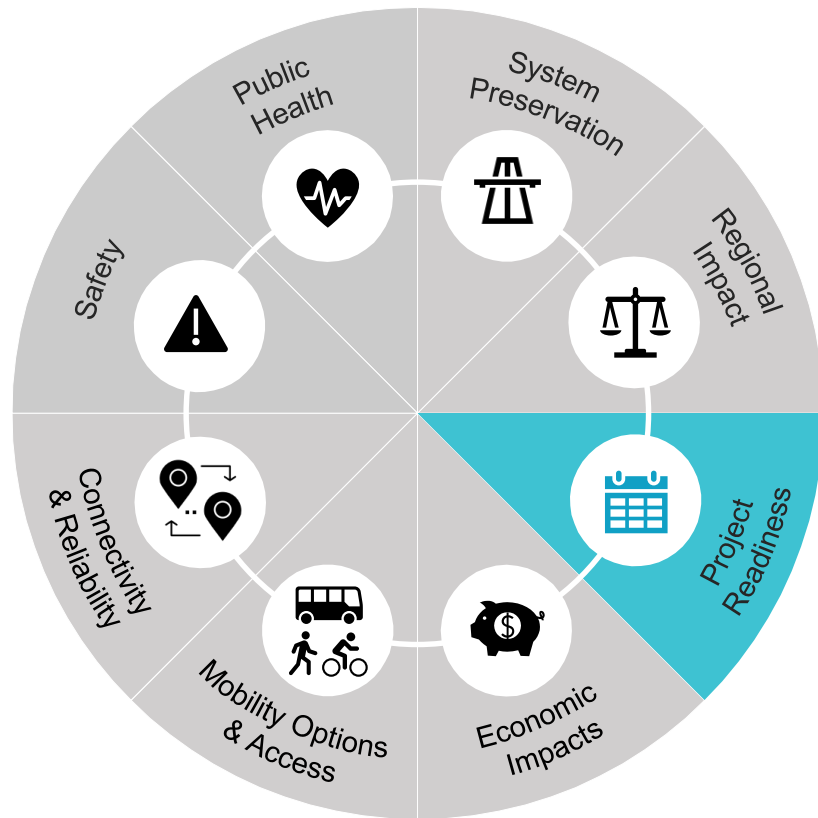 Public
Health
System
Preservation
Regional
Impact
Project
Readiness
$
Economic
Impacts
Mobility Options
& Access
Connectivity
& Reliability
Safety